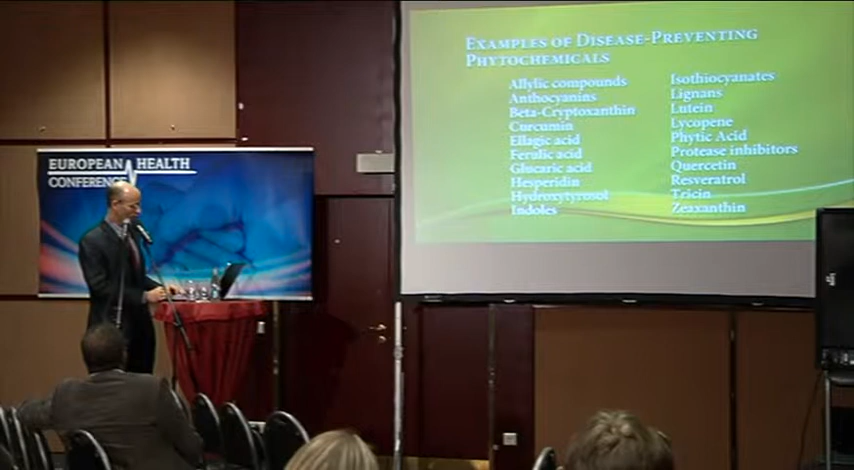 EUROPEAN HEALTH
CONFERENCE
EXAMPLES OF DISEASE-PREVENTING
PHYTOCHEMICALS
Allylic compounds
Anthocyanins
Beta-Cryptoxanthin
Curcumin
Ellagic acid
Ferulic acid
Glucaric acid
Hesperidin
Hydroxytyrosol
Indoles
Isothiocyanates
Lignans
Lutein
Lycopene
Phytic Acid
Protease inhibitors
Quercetin
Resveratrol
Tricin
Zeaxanthin